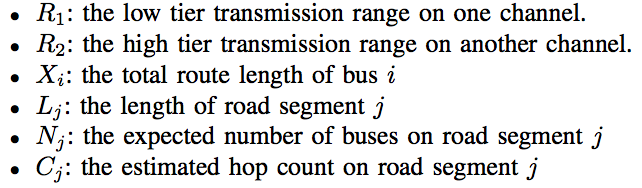 • R₁: the low tier transmission range on one channel.
• R₂: the high tier transmission range on another channel.
• Xᵢ: the total route length of bus i
• Lⱼ: the length of road segment j
• Nⱼ: the expected number of buses on road segment j
• Cⱼ: the estimated hop count on road segment j